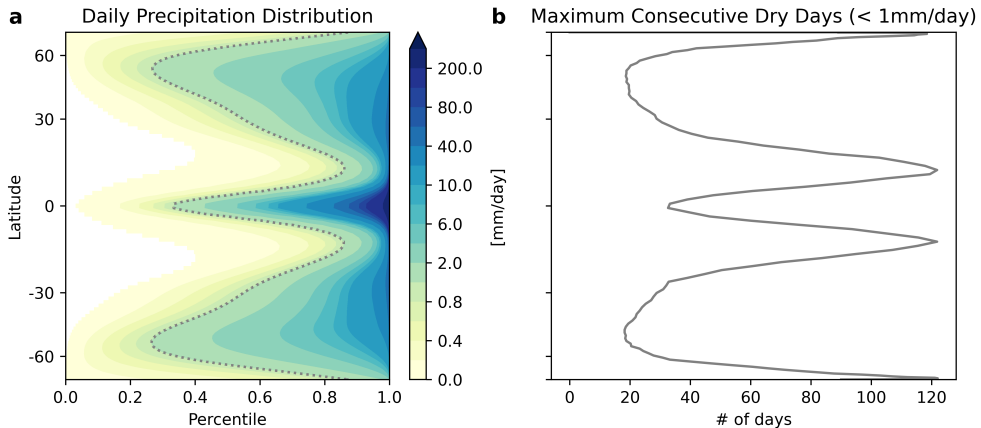 a
Daily Precipitation Distribution
60
30
0
-30
-60
Latitude
0.0 0.2 0.4 0.6 0.8 1.0
Percentile
200.0
80.0
40.0
10.0
6.0
2.0
0.8
0.4
0.0
[mm/day]
b
Maximum Consecutive Dry Days (< 1mm/day)
0 20 40 60 80 100 120
# of days